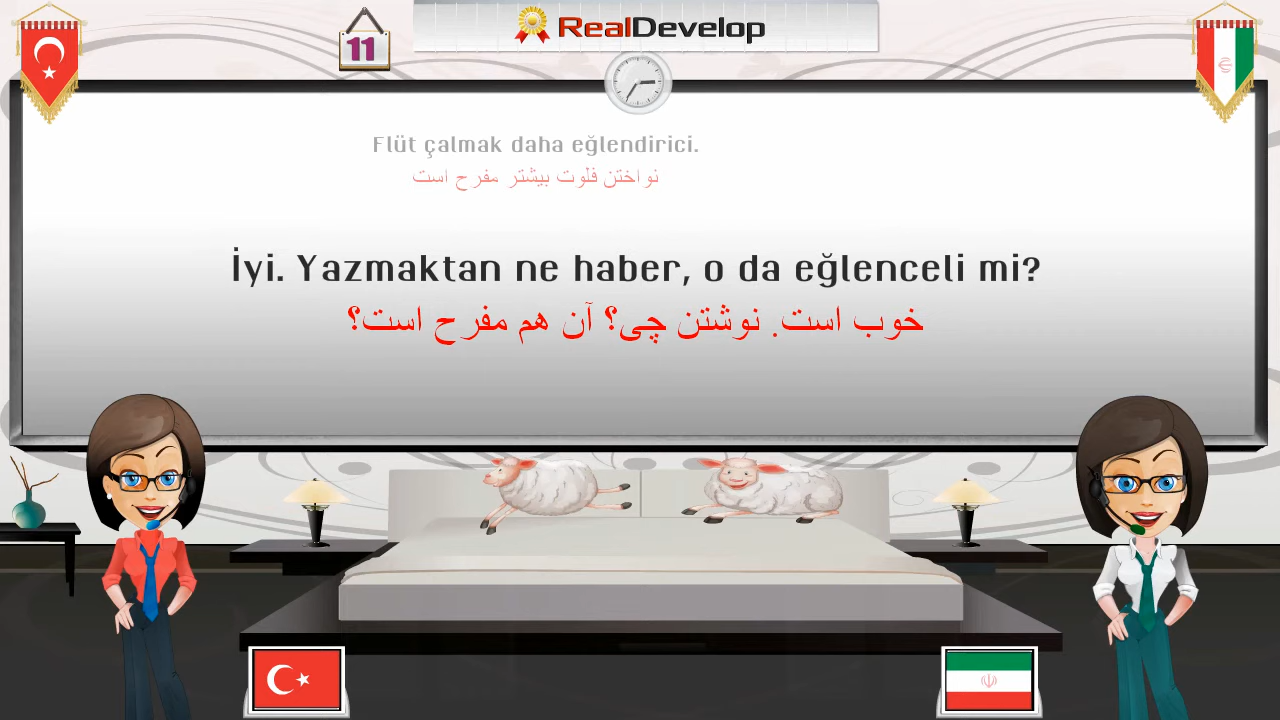 11
RealDevelop
Flüt çalmak daha eğlendirici.
نواختن فلوت بیشتر مفرح است
İyi. Yazmaktan ne haber, o da eğlenceli mi?
خوب است. نوشتن چی؟ آن هم مفرح است؟